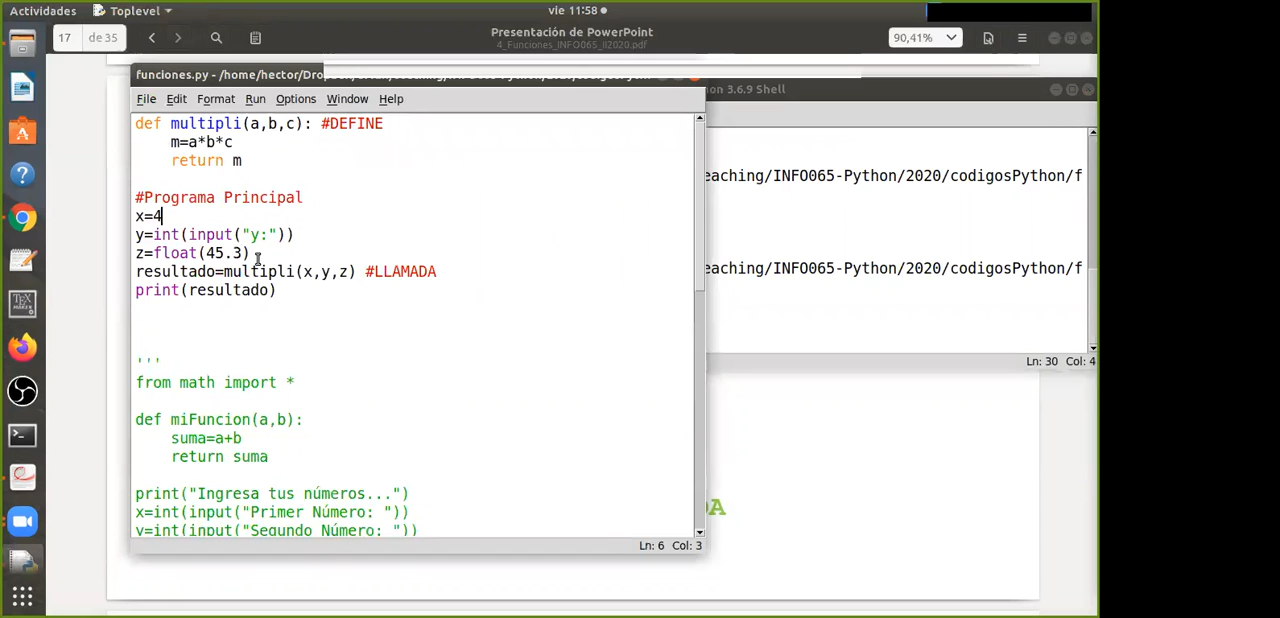 Actividades
Toplevel
vie 11:58
17 de 35
Presentación de PowerPoint
4_Funciones_INFO065_II2020.pdf
90,41%
funciones.py - /home/hector/
3.6.9 Shell
File Edit Format Run Options Window Help
def multipli(a,b,c): #DEFINE
m=a*b*c
return m
#Programa Principal
x=4
y=int(input("y:"))
z=float(45.3)
resultado=multipli(x,y,z) #LLAMADA
print(resultado)
'''
from math import *
def miFuncion(a,b):
suma=a+b
return suma
print("Ingresa tus números...")
x=int(input("Primer Número: "))
y=int(input("Segundo Número: "))
Ln: 6 Col: 3
eaching/INFO065-Python/2020/codigosPython/f
eaching/INFO065-Python/2020/codigosPython/f
Ln: 30 Col: 4
DA